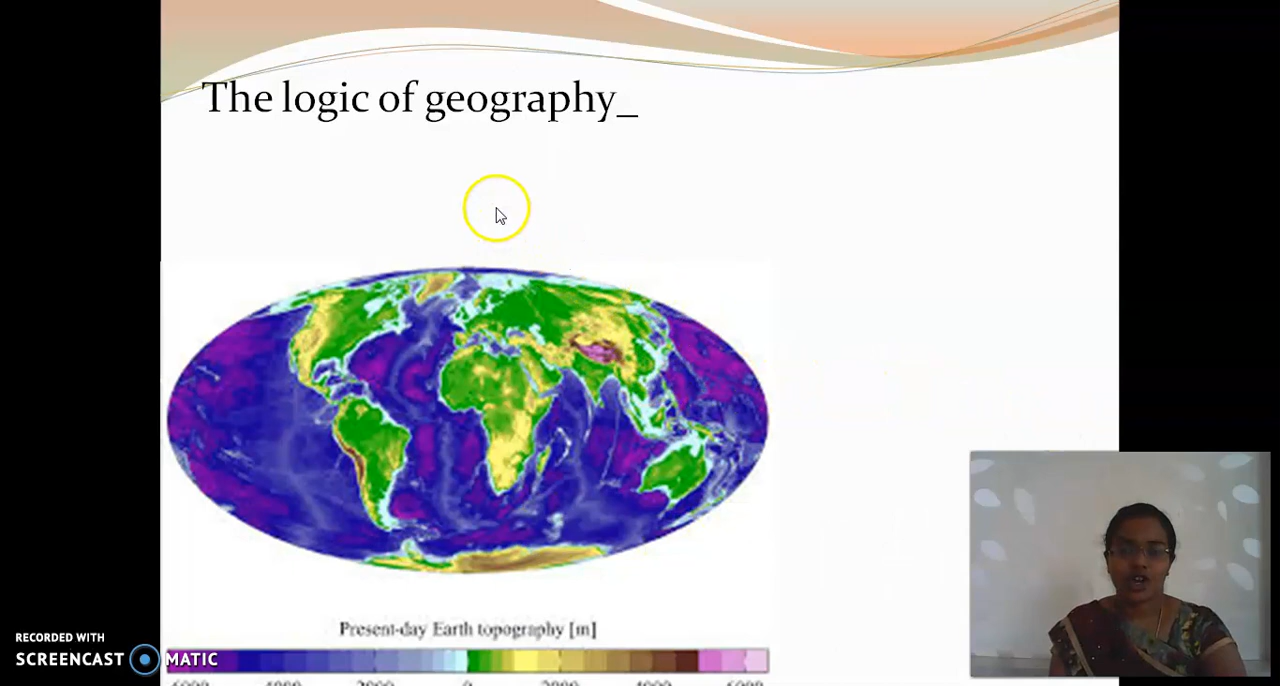 The logic of geography_
Present-day Earth topography [m]
RECORDED WITH
SCREENCAST MATIC